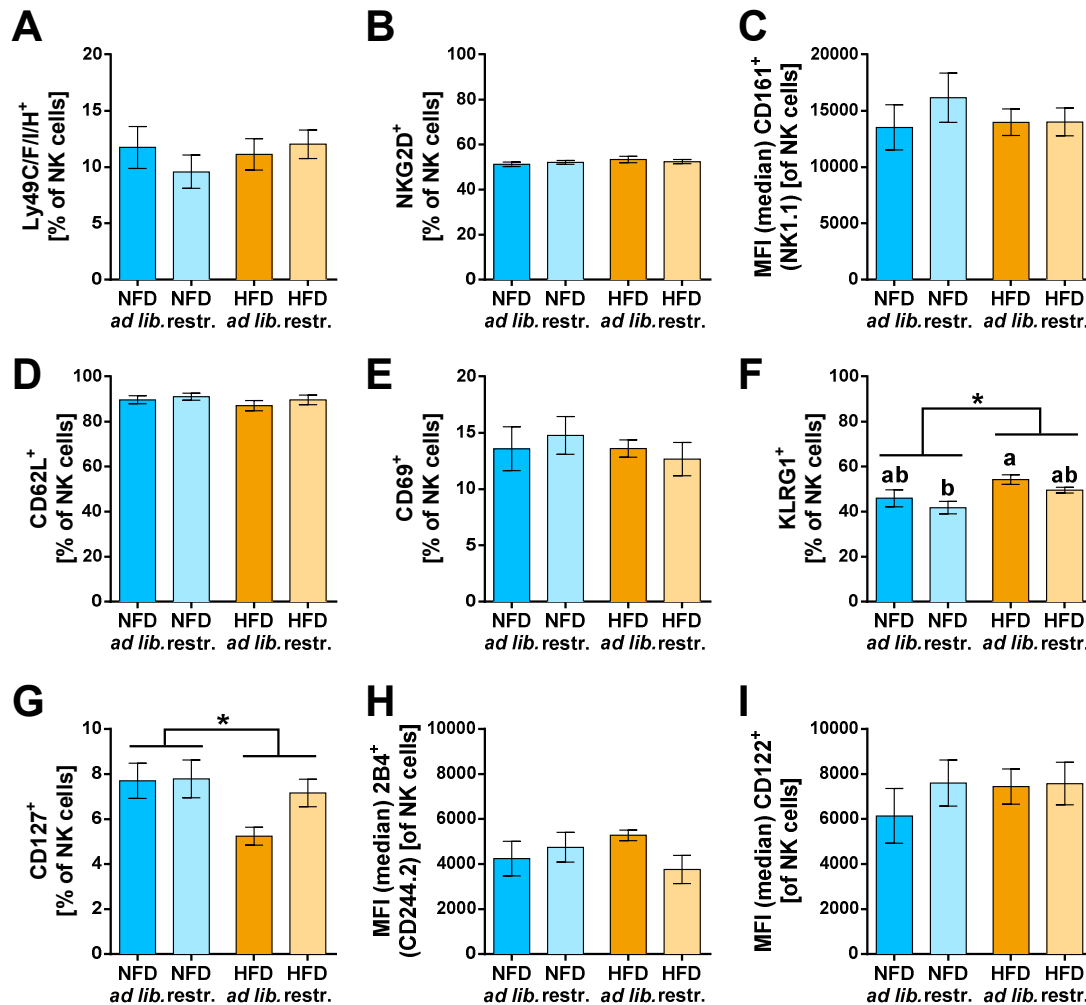 A
Ly49C/F/I/H⁺
[% of NK cells]
20
15
10
5
0
NFD NFD HFD HFD
ad lib. restr. ad lib. restr.
B
NKG2D⁺
[% of NK cells]
100
80
60
40
20
0
NFD NFD HFD HFD
ad lib. restr. ad lib. restr.
C
MFI (median) CD161⁺
(NK1.1) [of NK cells]
20000
15000
10000
5000
0
NFD NFD HFD HFD
ad lib. restr. ad lib. restr.
D
CD62L⁺
[% of NK cells]
100
80
60
40
20
0
NFD NFD HFD HFD
ad lib. restr. ad lib. restr.
E
CD69⁺
[% of NK cells]
20
15
10
5
0
NFD NFD HFD HFD
ad lib. restr. ad lib. restr.
F
KLRG1⁺
[% of NK cells]
100
80
60
40
20
0
*
ab b a ab
NFD NFD HFD HFD
ad lib. restr. ad lib. restr.
G
CD127⁺
[% of NK cells]
10
8
6
4
2
0
*
NFD NFD HFD HFD
ad lib. restr. ad lib. restr.
H
MFI (median) 2B4⁺
(CD244.2) [of NK cells]
10000
8000
6000
4000
2000
0
NFD NFD HFD HFD
ad lib. restr. ad lib. restr.
I
MFI (median) CD122⁺
[of NK cells]
10000
8000
6000
4000
2000
0
NFD NFD HFD HFD
ad lib. restr. ad lib. restr.